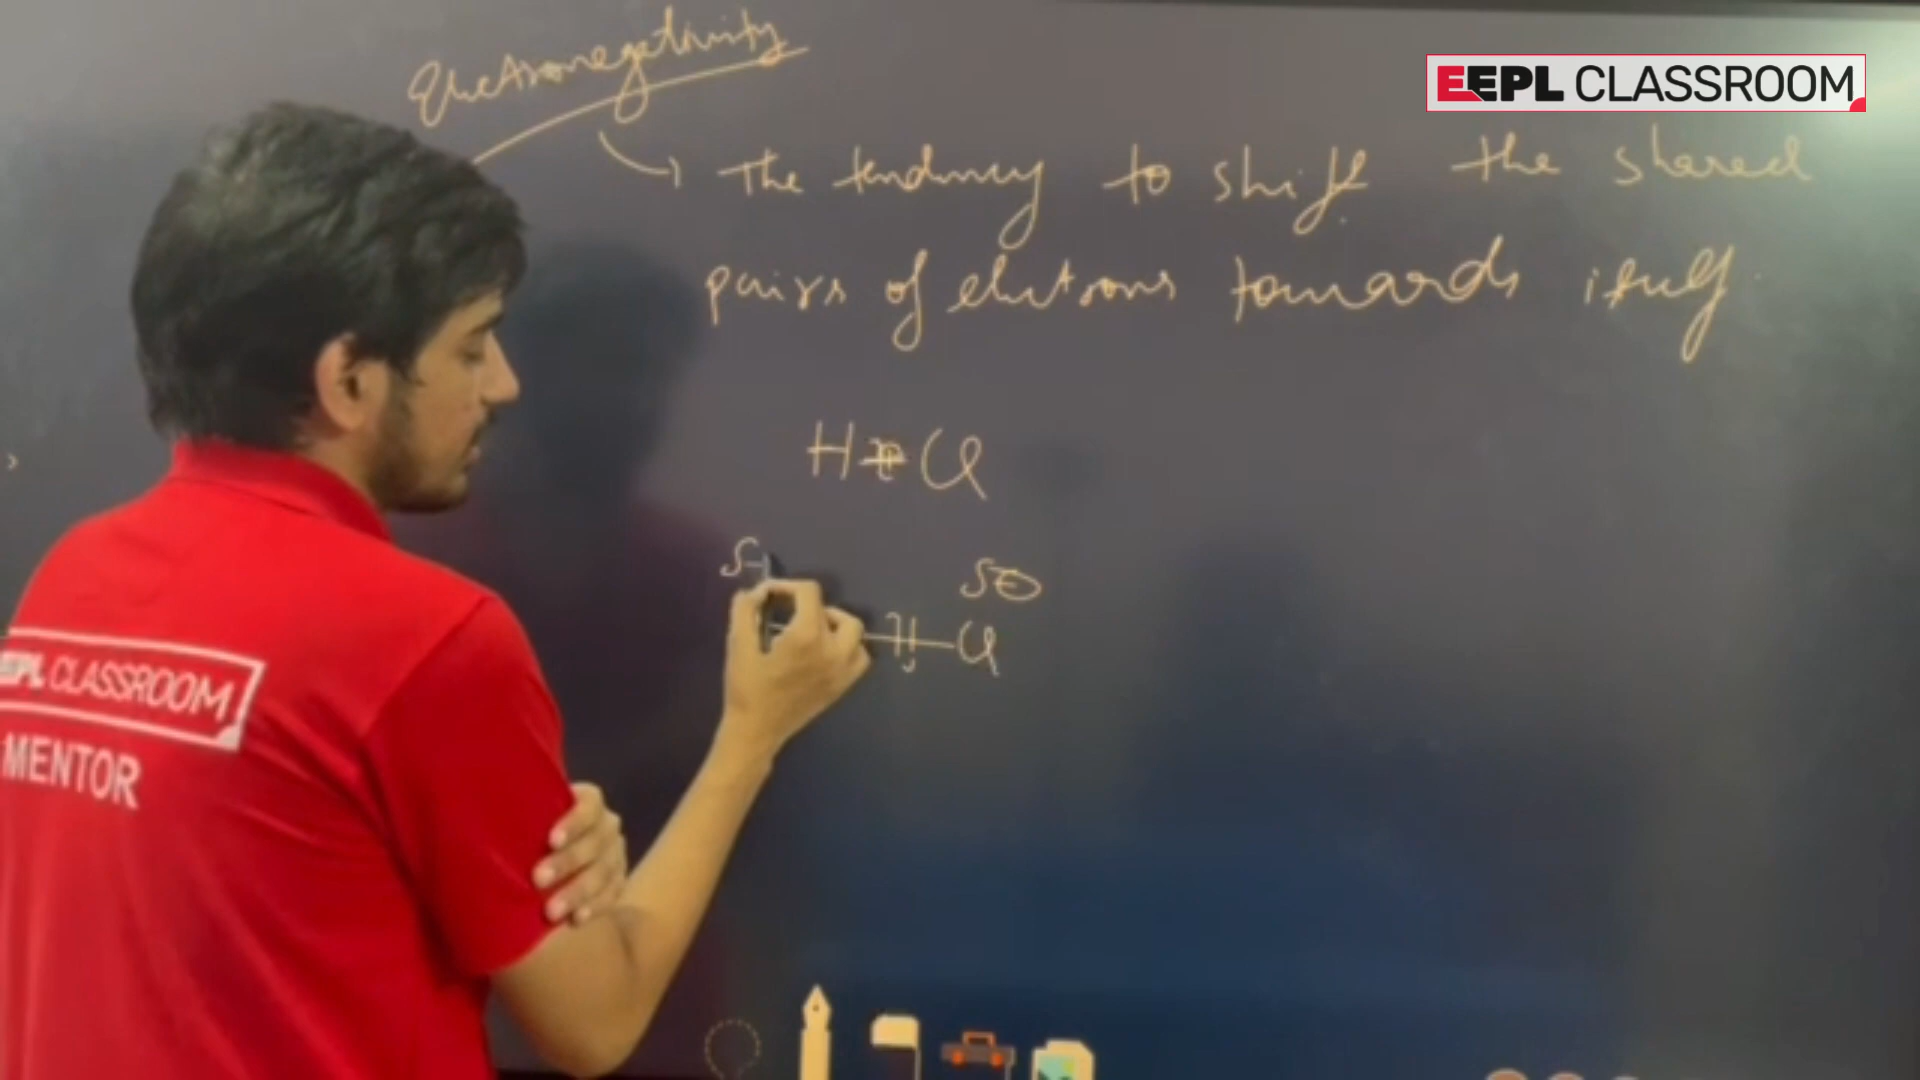 Electronegativity
EEPL CLASSROOM
→ The tendency to shift the shared
pairs of electrons towards itself.
H Cl
δ+ δ⊖
Cl
EEPL CLASSROOM
MENTOR